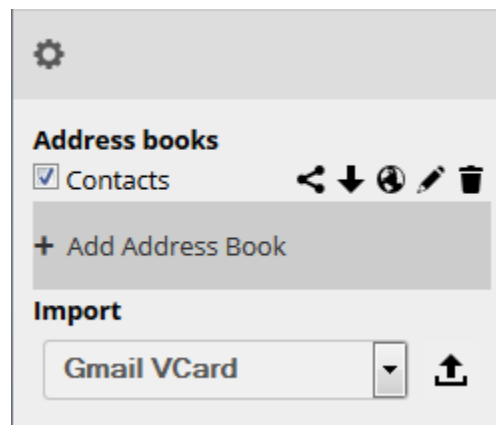 Address books
Contacts
+ Add Address Book
Import
Gmail VCard